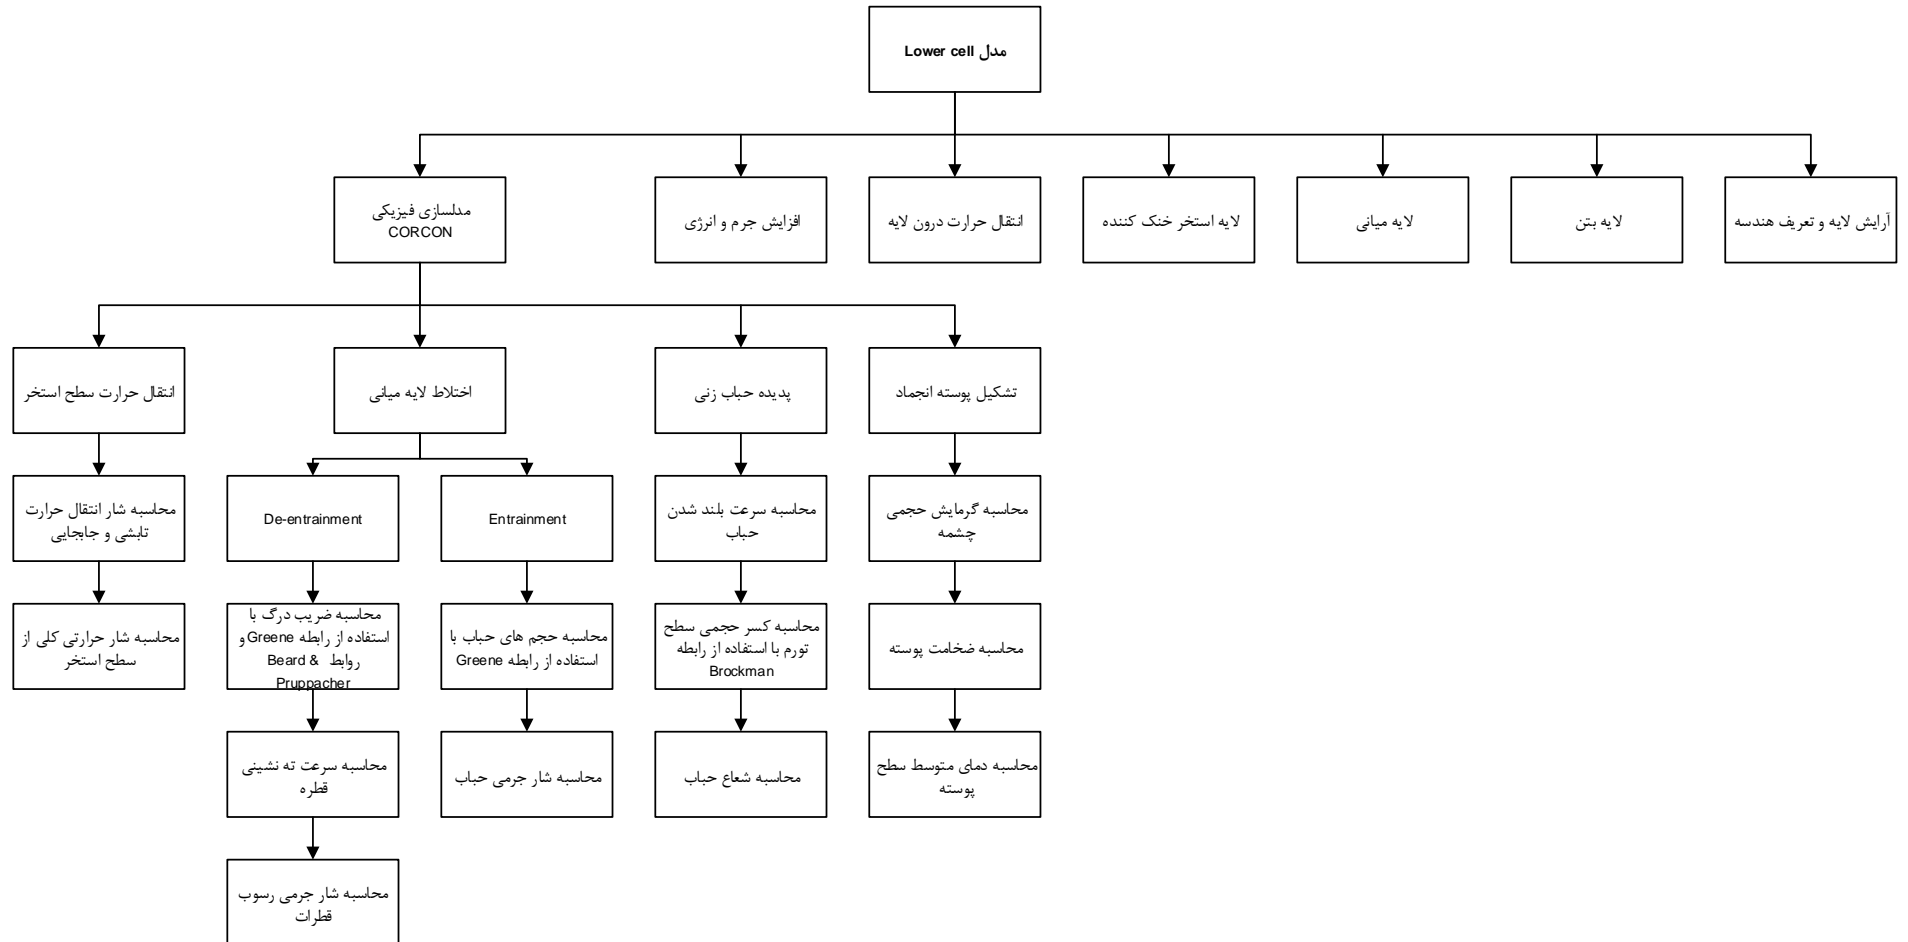 مدل Lower cell
آرایش لایه و تعریف هندسه
لایه بتن
لایه میانی
لایه استخر خنک کننده
انتقال حرارت درون لایه
افزایش جرم و انرژی
مدلسازی فیزیکی
CORCON
تشکیل پوسته انجماد
پدیده حباب زنی
اختلاط لایه میانی
انتقال حرارت سطح استخر
محاسبه گرمایش حجمی
چشمه
محاسبه سرعت بلند شدن
حباب
Entrainment
De-entrainment
محاسبه شار انتقال حرارت
تابشی و جابجایی
محاسبه ضخامت پوسته
محاسبه کسر حجمی سطح
تورم با استفاده از رابطه
Brockman
محاسبه حجم های حباب با
استفاده از رابطه Greene
محاسبه ضریب درگ با
استفاده از رابطه Greene و
روابط Beard &
Pruppacher
محاسبه شار حرارتی کلی از
سطح استخر
محاسبه دمای متوسط سطح
پوسته
محاسبه شعاع حباب
محاسبه شار جرمی حباب
محاسبه سرعت ته نشینی
قطره
محاسبه شار جرمی رسوب
قطرات